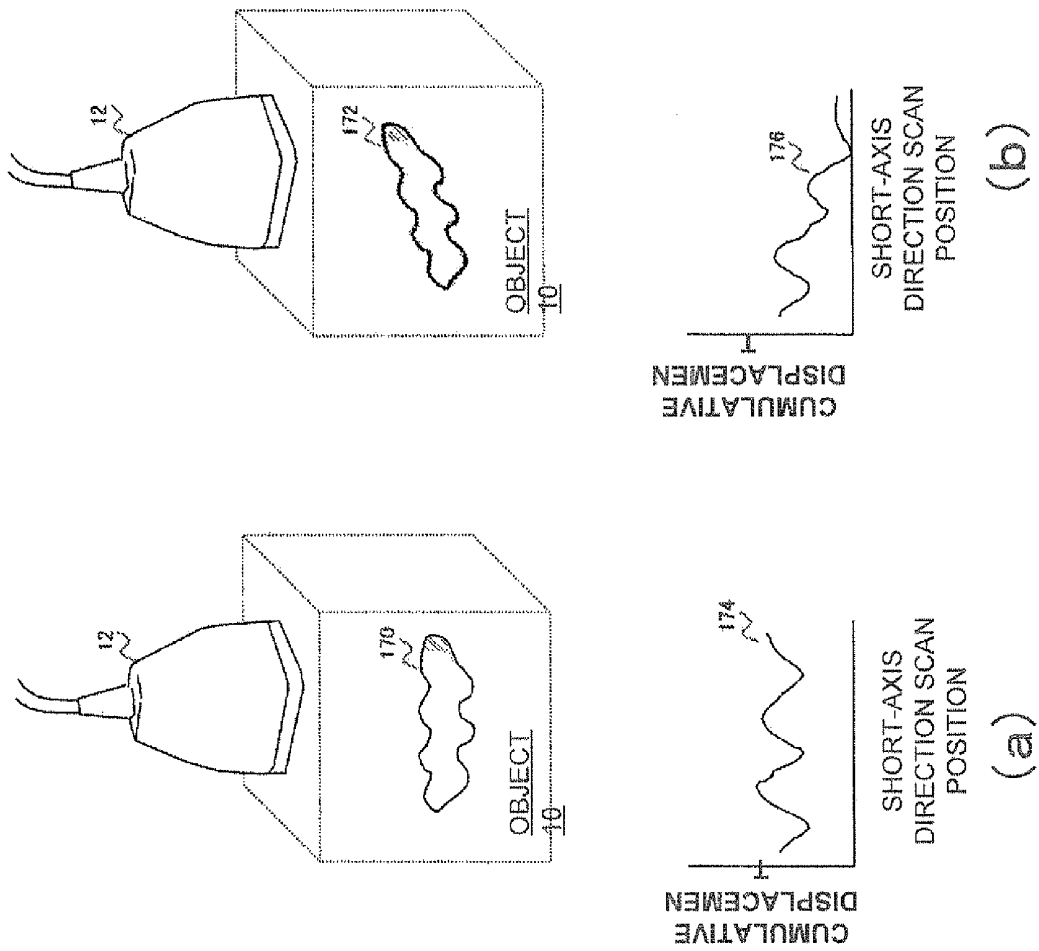 12
170
OBJECT
10
CUMULATIVE
DISPLACEMEN
T
174
SHORT-AXIS
DIRECTION SCAN
POSITION
(a)
12
172
OBJECT
10
CUMULATIVE
DISPLACEMEN
T
176
SHORT-AXIS
DIRECTION SCAN
POSITION
(b)